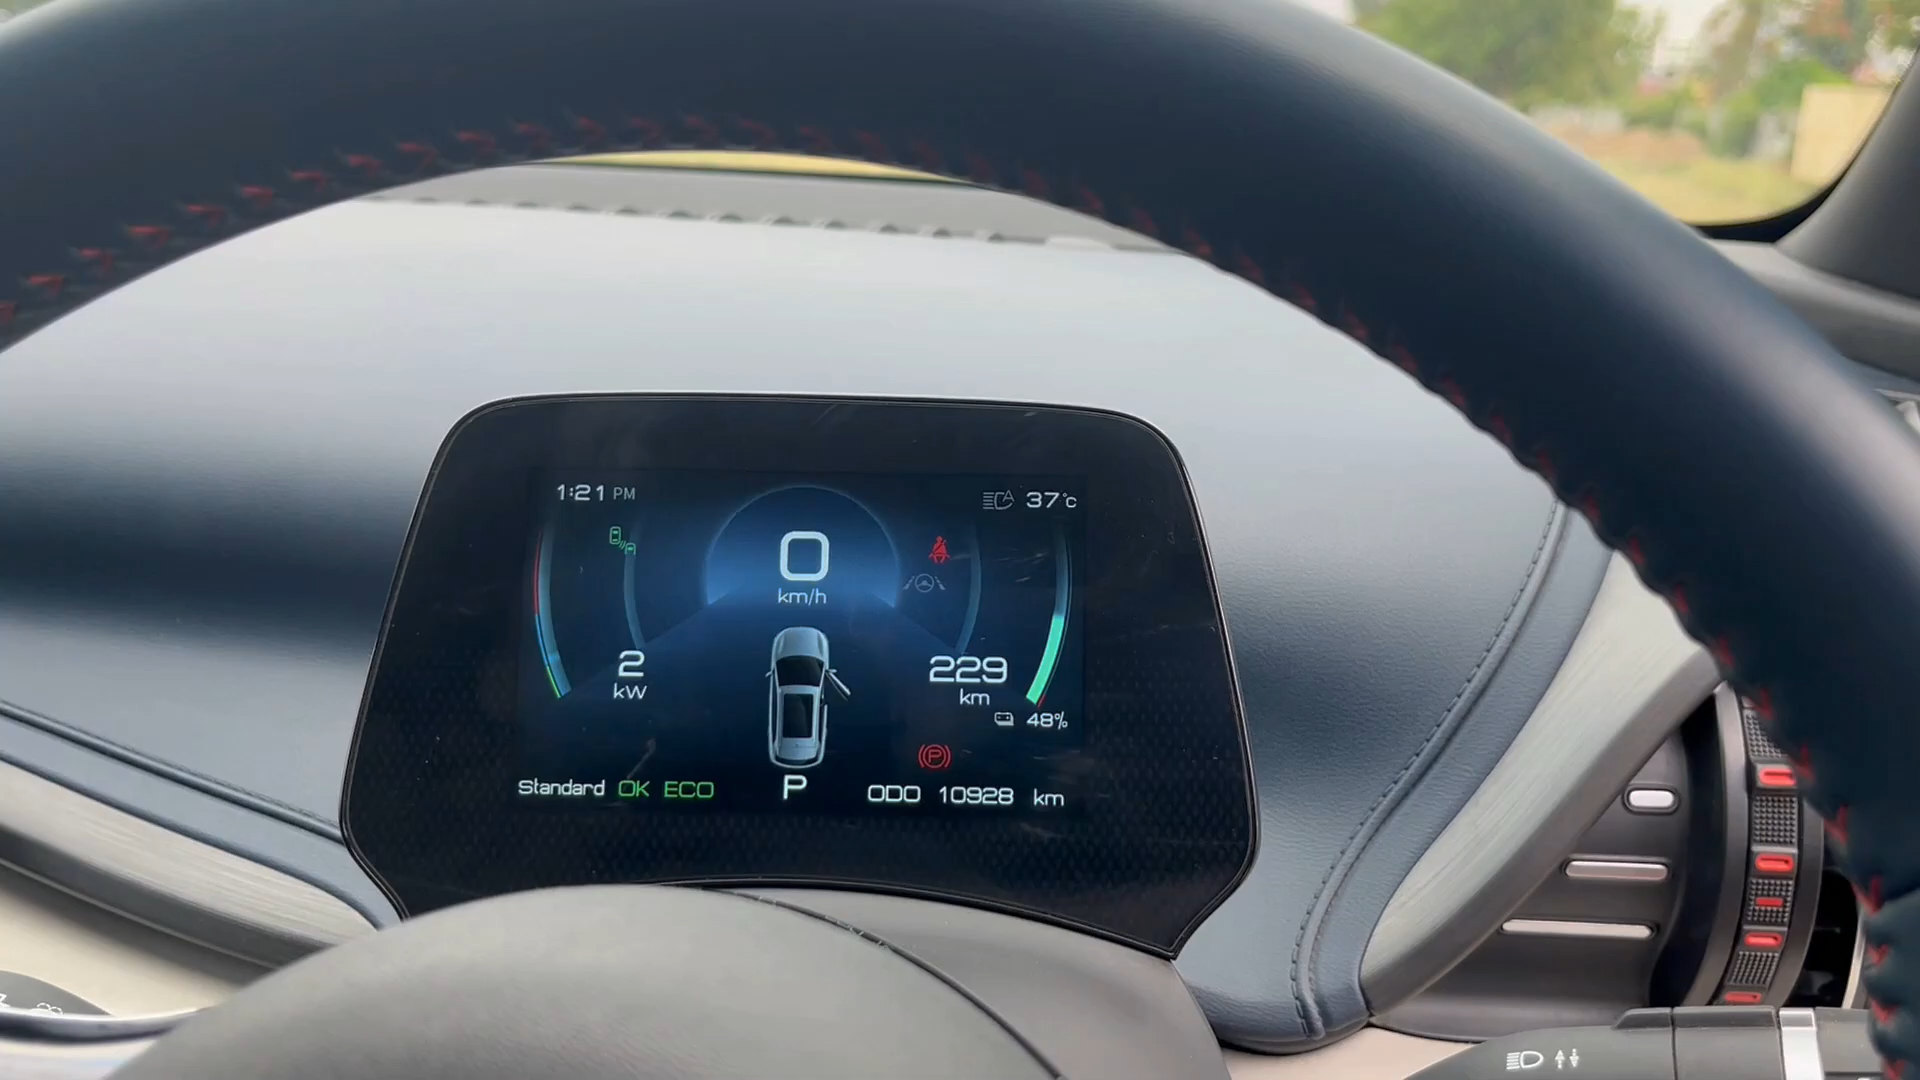 1:21 PM
A 37°C
0
km/h
2
kW
229
km
48%
P
Standard OK ECO
P
ODO 10928 km